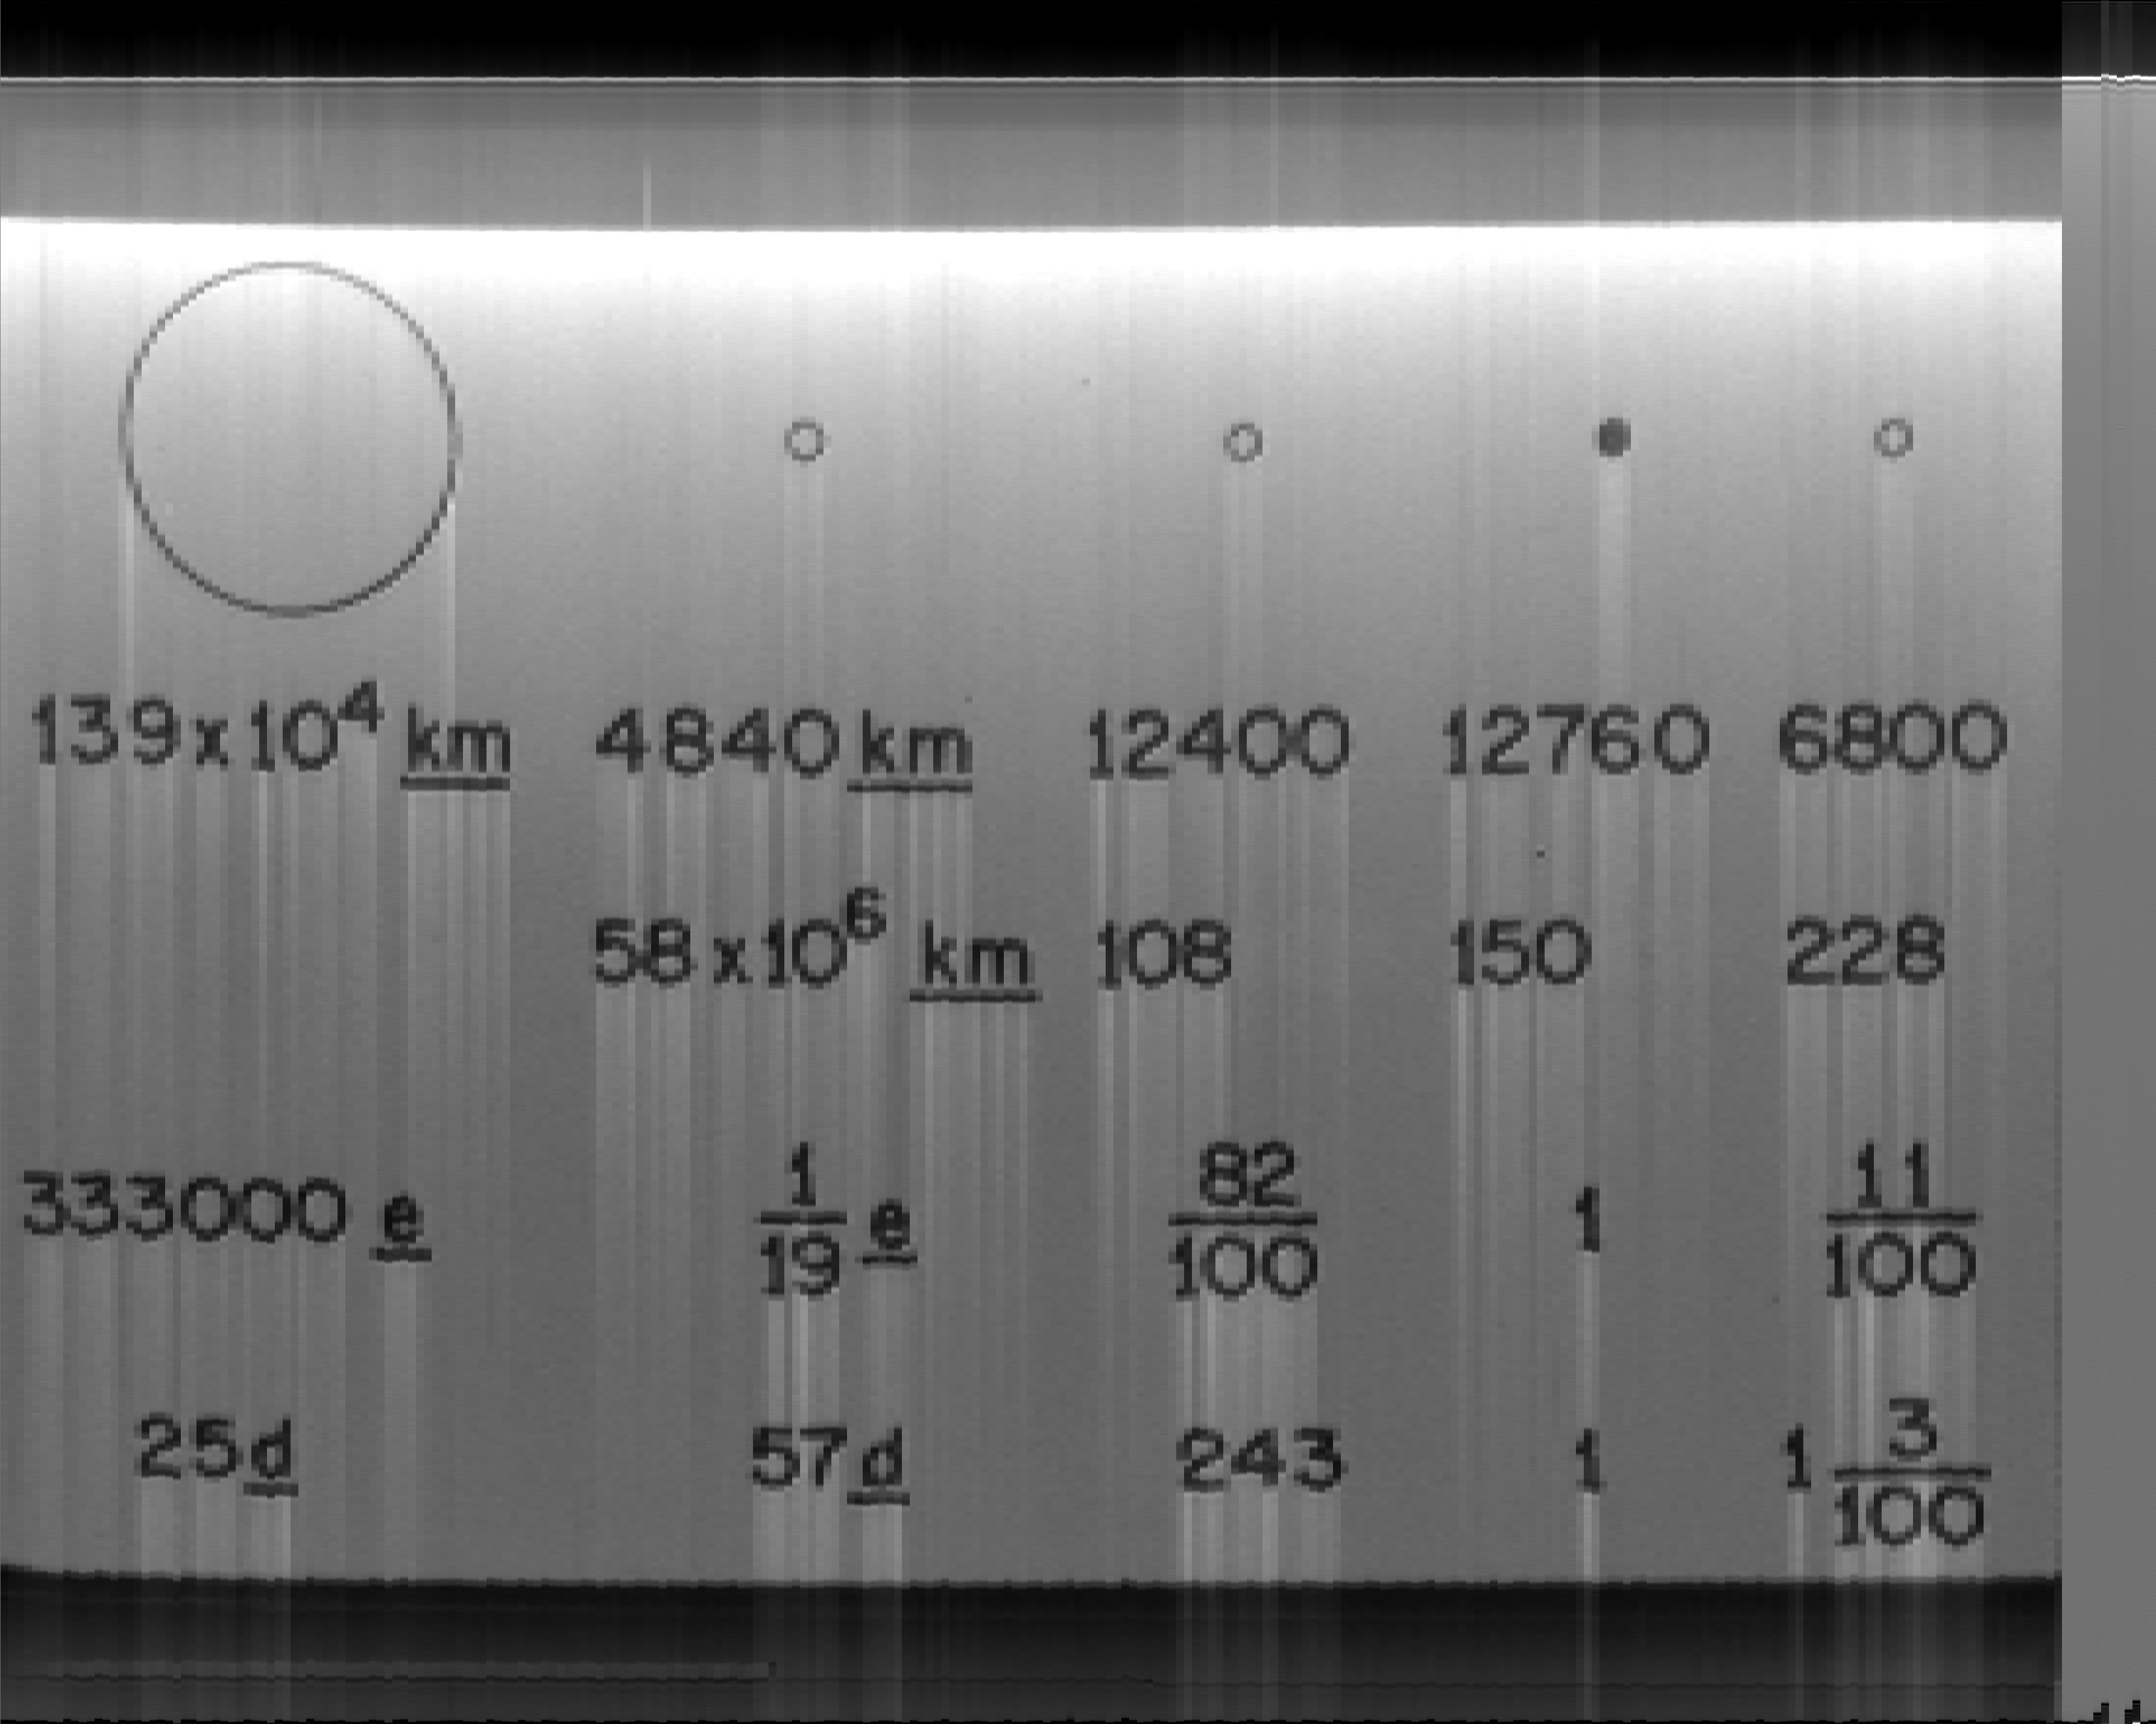 139x10⁴ km 4840 km 12400 12760 6800
58x10⁶ km 108 150 228
333000 e 1/19 e 82/100 1 11/100
25d 57d 243 1 1 3/100